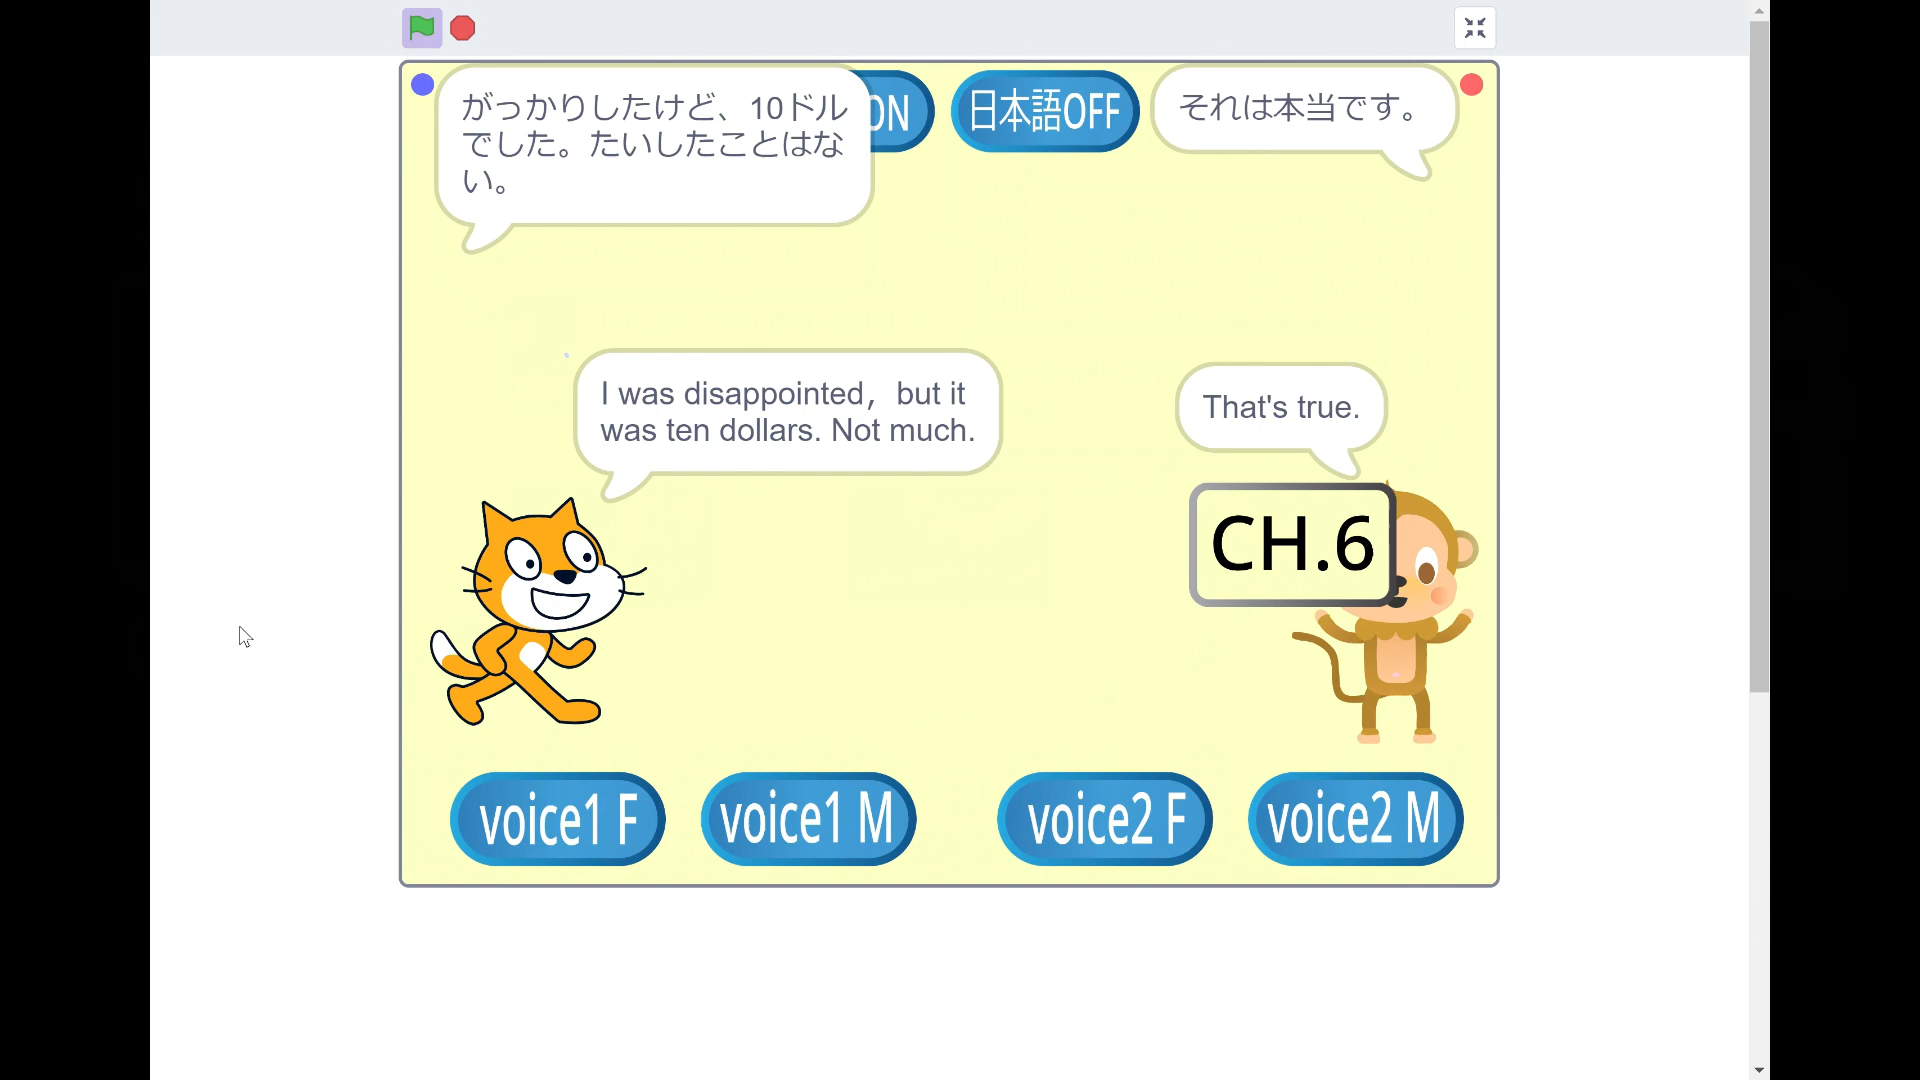 がっかりしたけど、10ドル
でした。たいしたことはな
い。
ON
日本語OFF
それは本当です。
I was disappointed，but it
was ten dollars. Not much.
That's true.
CH.6
voice1 F
voice1 M
voice2 F
voice2 M